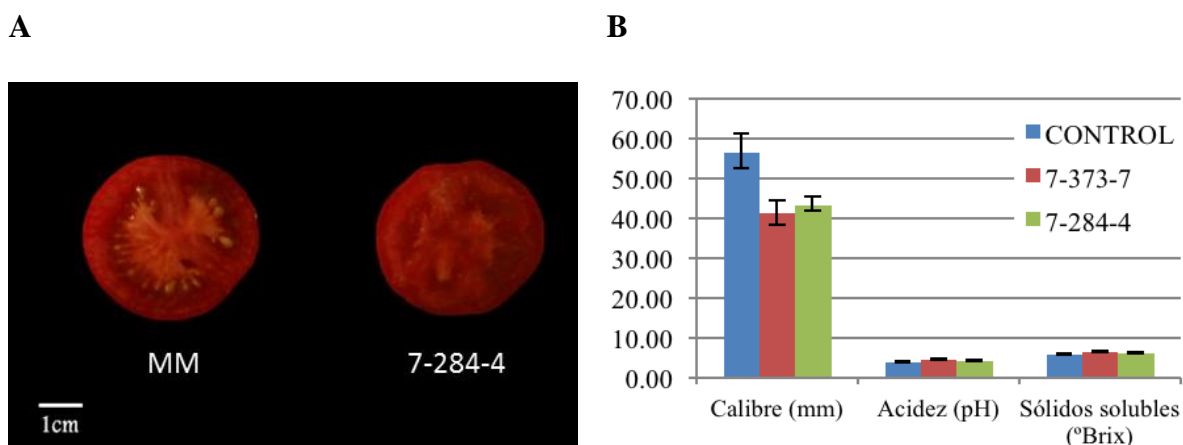 A
B
MM
7-284-4
1cm
70.00
60.00
50.00
40.00
30.00
20.00
10.00
0.00
CONTROL
7-373-7
7-284-4
Calibre (mm)
Acidez (pH)
Sólidos solubles
(ºBrix)